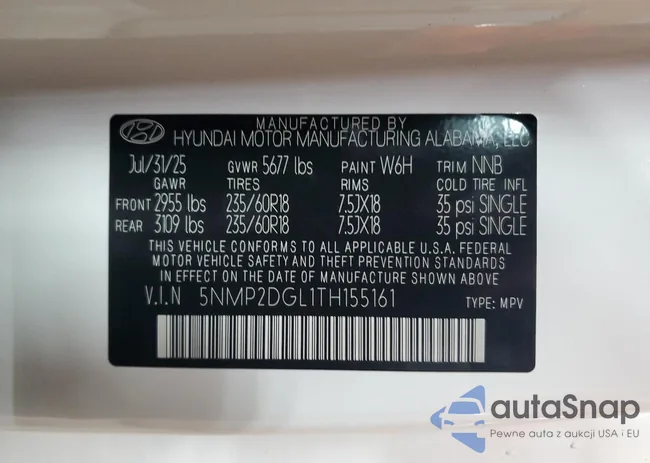 MANUFACTURED BY
HYUNDAI MOTOR MANUFACTURING ALABAMA, LLC
Jul/31/25 GVWR 5677 lbs PAINT W6H TRIM NNB
GAWR TIRES RIMS COLD TIRE INFL
FRONT 2955 lbs 235/60R18 7.5JX18 35 psi SINGLE
REAR 3109 lbs 235/60R18 7.5JX18 35 psi SINGLE
THIS VEHICLE CONFORMS TO ALL APPLICABLE U.S.A. FEDERAL
MOTOR VEHICLE SAFETY, BUMPER, AND
THEFT PREVENTION STANDARDS
IN EFFECT ON THE DATE OF MANUFACTURE SHOWN ABOVE
V.I.N 5NMP2DGL1TH155161 TYPE: MPV
autaSnap
Pewne auta z aukcji USA i EU